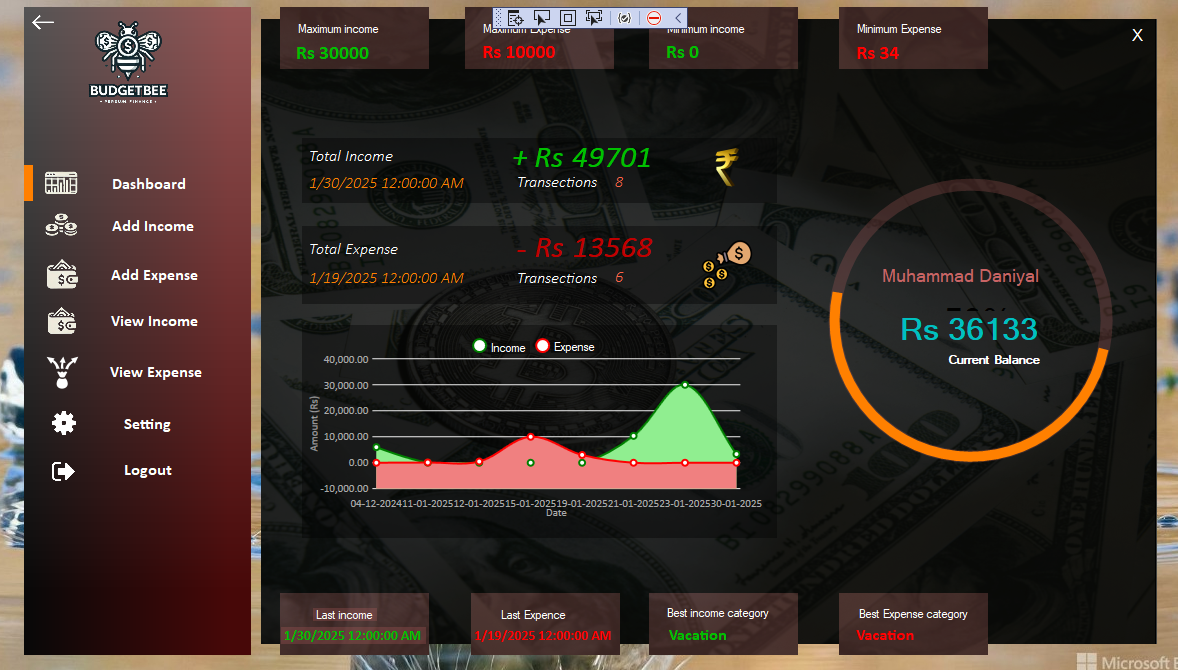 BUDGETBEE
Dashboard
Add Income
Add Expense
View Income
View Expense
Setting
Logout
Maximum income
Rs 30000
Maximum Expense
Rs 10000
Minimum income
Rs 0
Minimum Expense
Rs 34
X
Total Income
+ Rs 49701
1/30/2025 12:00:00 AM
Transections 8
Total Expense
- Rs 13568
1/19/2025 12:00:00 AM
Transections 6
Muhammad Daniyal
Rs 36133
Current Balance
Income Expense
40,000.00
30,000.00
20,000.00
10,000.00
0.00
-10,000.00
Amount (Rs)
04-12-2024 11-01-2025 12-01-2025 15-01-2025 19-01-2025 21-01-2025 23-01-2025 30-01-2025
Date
Last income
1/30/2025 12:00:00 AM
Last Expence
1/19/2025 12:00:00 AM
Best income category
Vacation
Best Expense category
Vacation
Microsoft